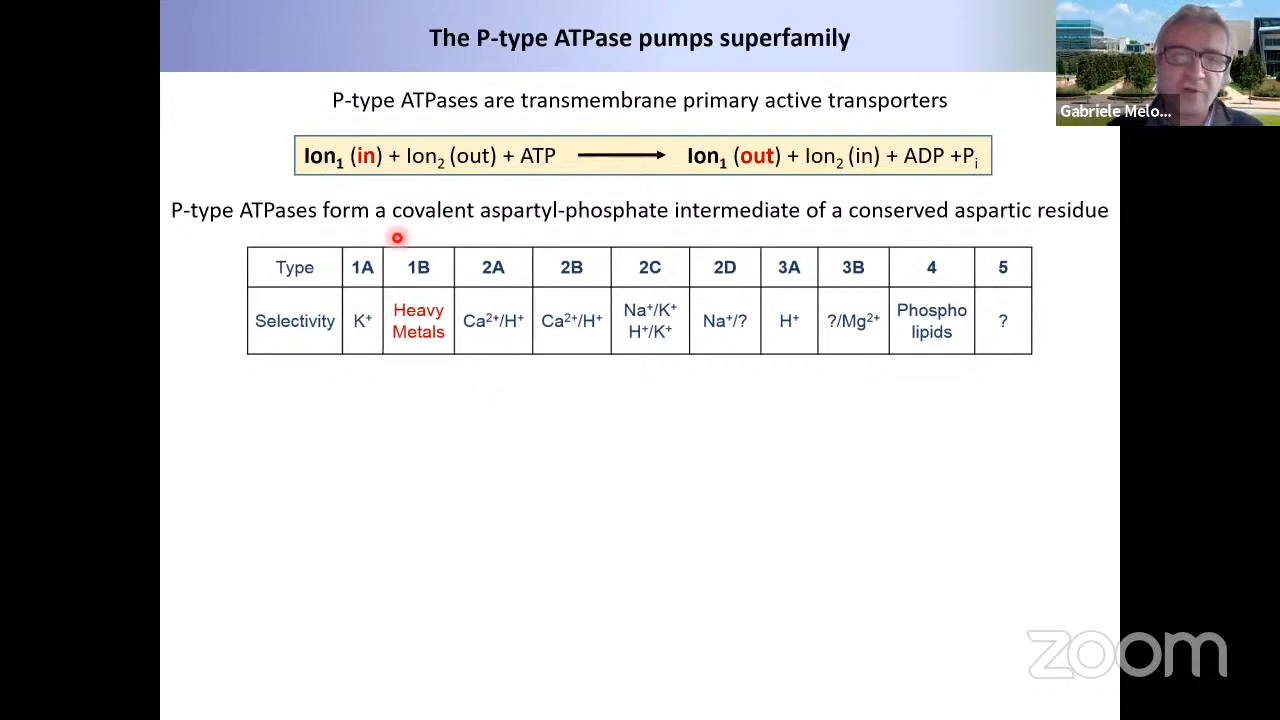 The P-type ATPase pumps superfamily
Gabriele Melo...
P-type ATPases are transmembrane primary active transporters
Ion₁ (in) + Ion₂ (out) + ATP → Ion₁ (out) + Ion₂ (in) + ADP +Pᵢ
P-type ATPases form a covalent aspartyl-phosphate intermediate of a conserved aspartic residue
Type 1A 1B 2A 2B 2C 2D 3A 3B 4 5
Selectivity K⁺ Heavy Metals Ca²⁺/H⁺ Ca²⁺/H⁺ Na⁺/K⁺ H⁺/K⁺ Na⁺/? H⁺ ?/Mg²⁺ Phospho lipids ?
zoom